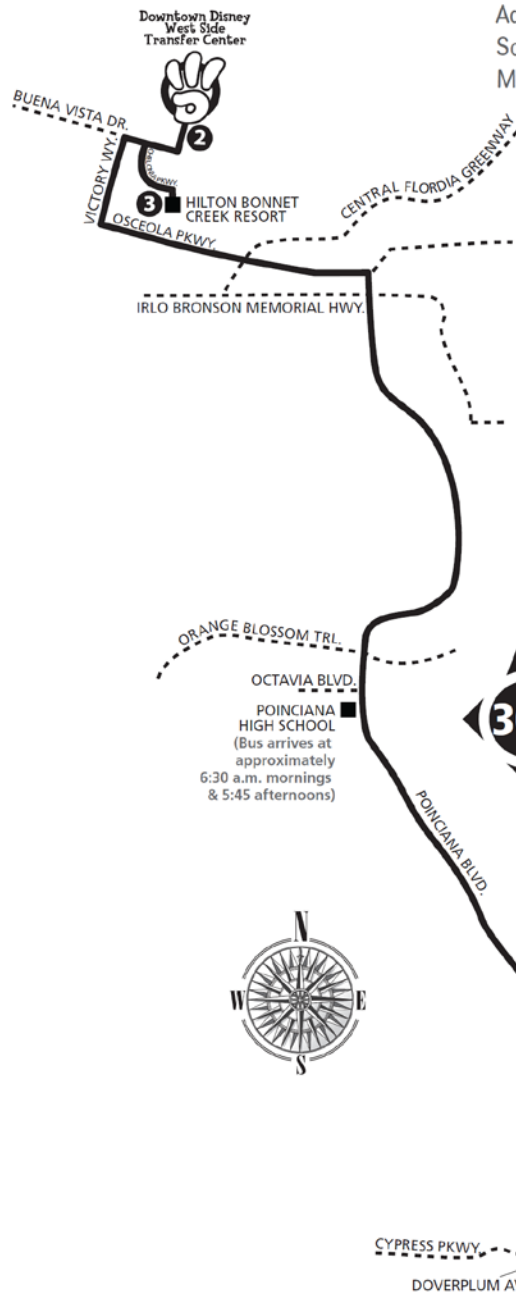 Downtown Disney
West Side
Transfer Center
BUENA VISTA DR.
2
VICTORY WY.
3
HILTON BONNET
CREEK RESORT
OSCEOLA PKWY.
CENTRAL FLORDIA GREENWAY
IRLO BRONSON MEMORIAL HWY.
ORANGE BLOSSOM TRL.
OCTAVIA BLVD.
POINCIANA
HIGH SCHOOL
(Bus arrives at
approximately
6:30 a.m. mornings
& 5:45 afternoons)
3
POINCIANA BLVD.
N
W
E
S
CYPRESS PKWY.
DOVERPLUM